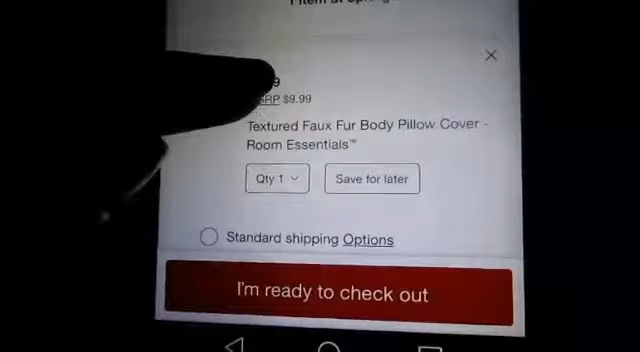 $9.99
Textured Faux Fur Body Pillow Cover -
Room Essentials™
Qty 1
Save for later
Standard shipping Options
I'm ready to check out